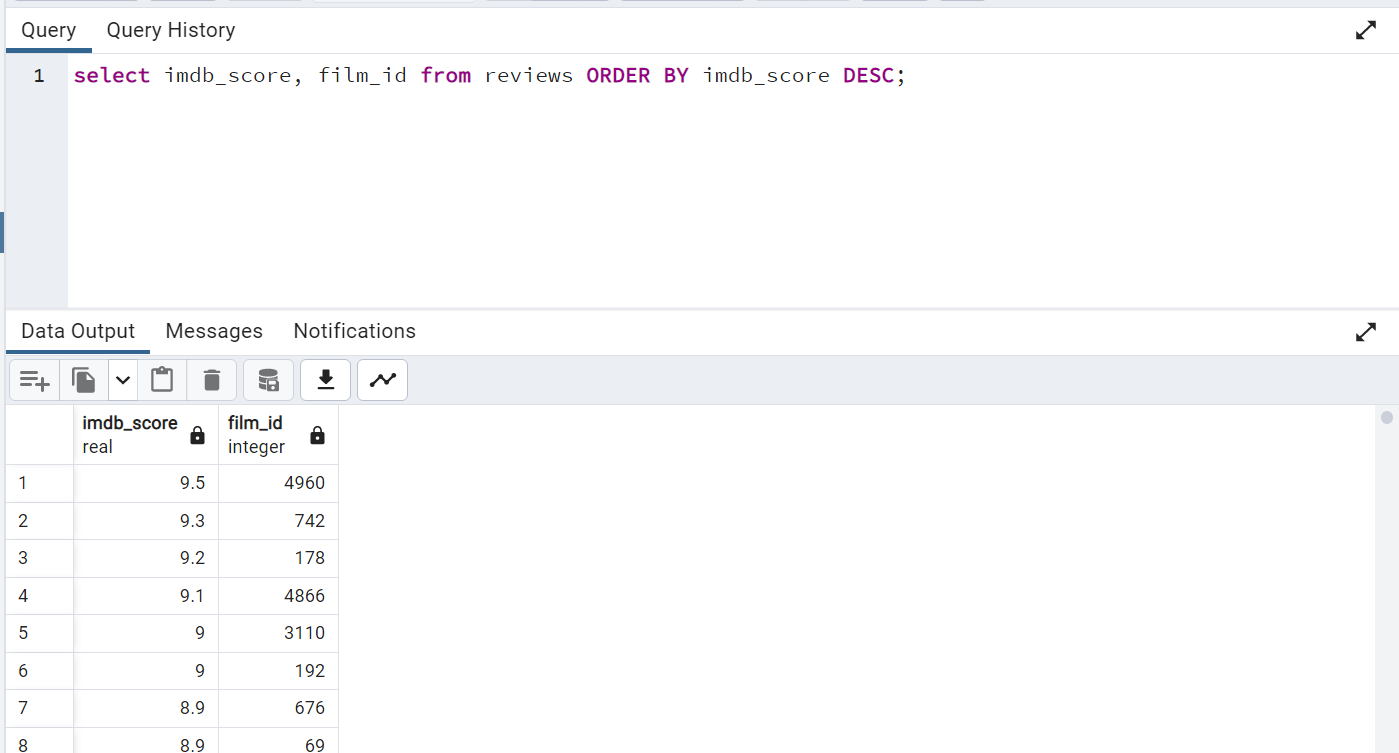 Query Query History
1 select imdb_score, film_id from reviews ORDER BY imdb_score DESC;
Data Output Messages Notifications
imdb_score film_id
real integer
1 9.5 4960
2 9.3 742
3 9.2 178
4 9.1 4866
5 9 3110
6 9 192
7 8.9 676
8 8.9 69